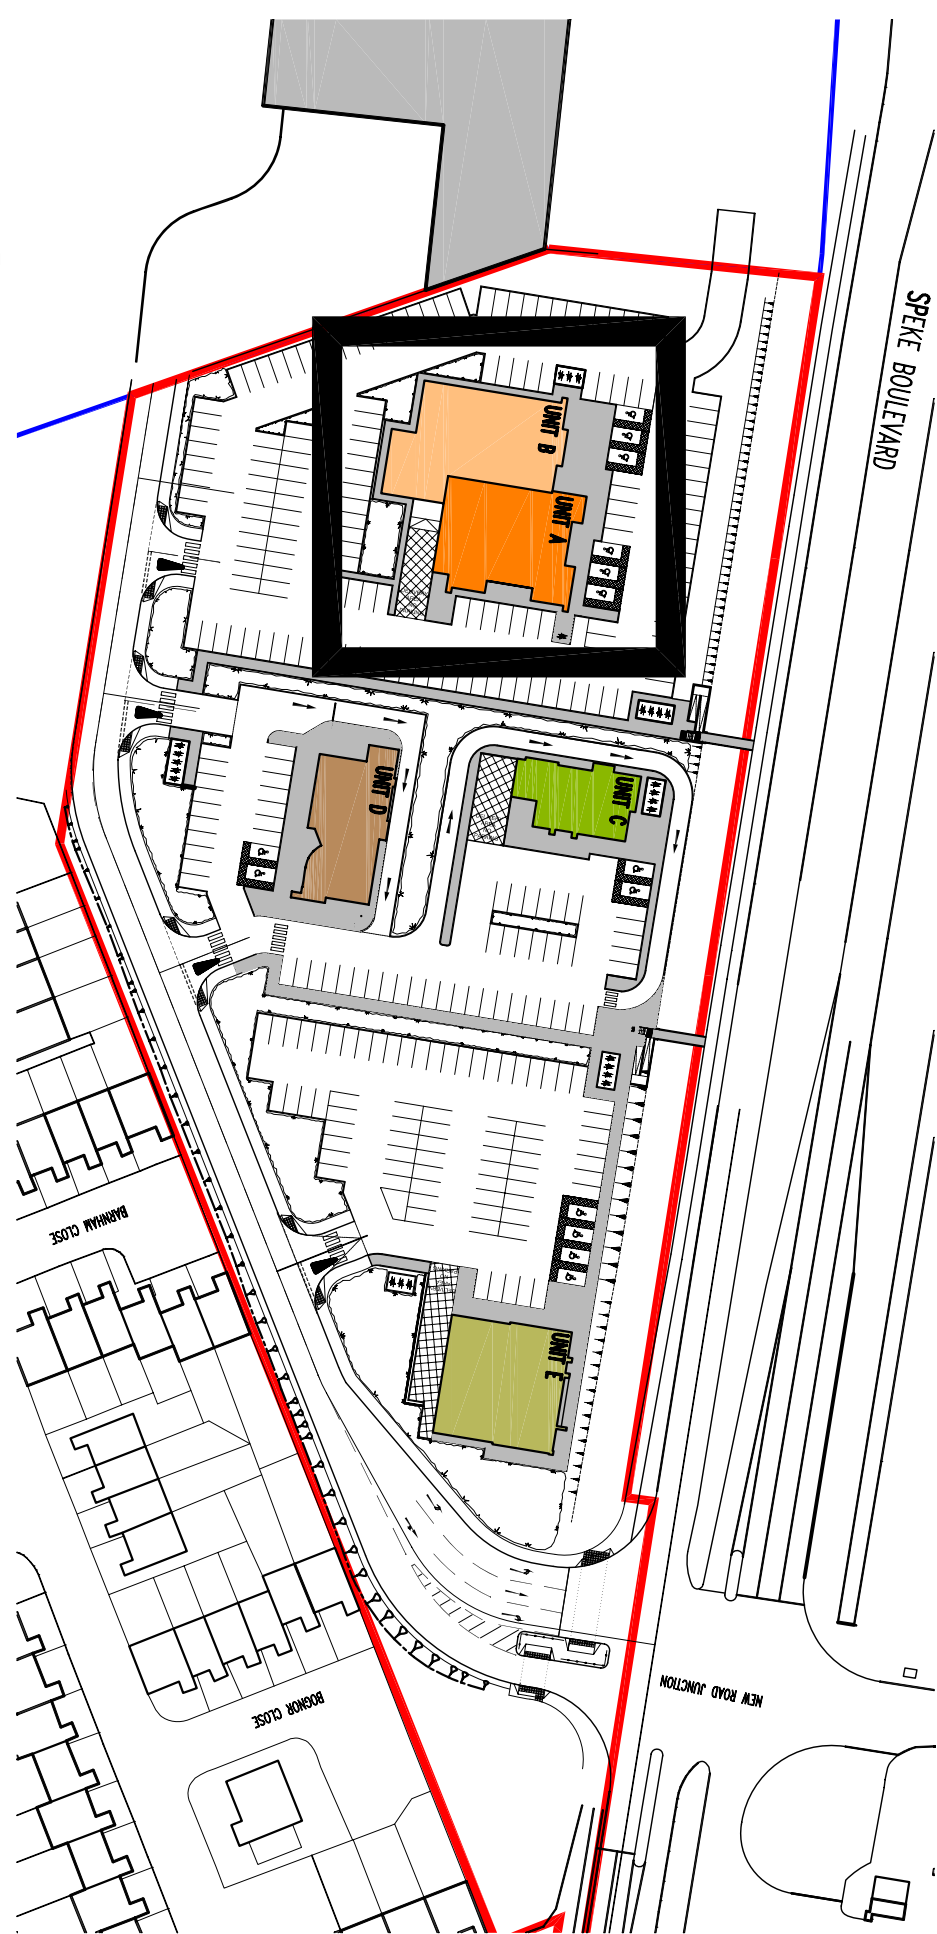 SPEKE BOULEVARD
UNIT B
UNIT A
UNIT D
UNIT C
BARNHAM CLOSE
UNIT E
NEW ROAD JUNCTION
BOGNOR CLOSE